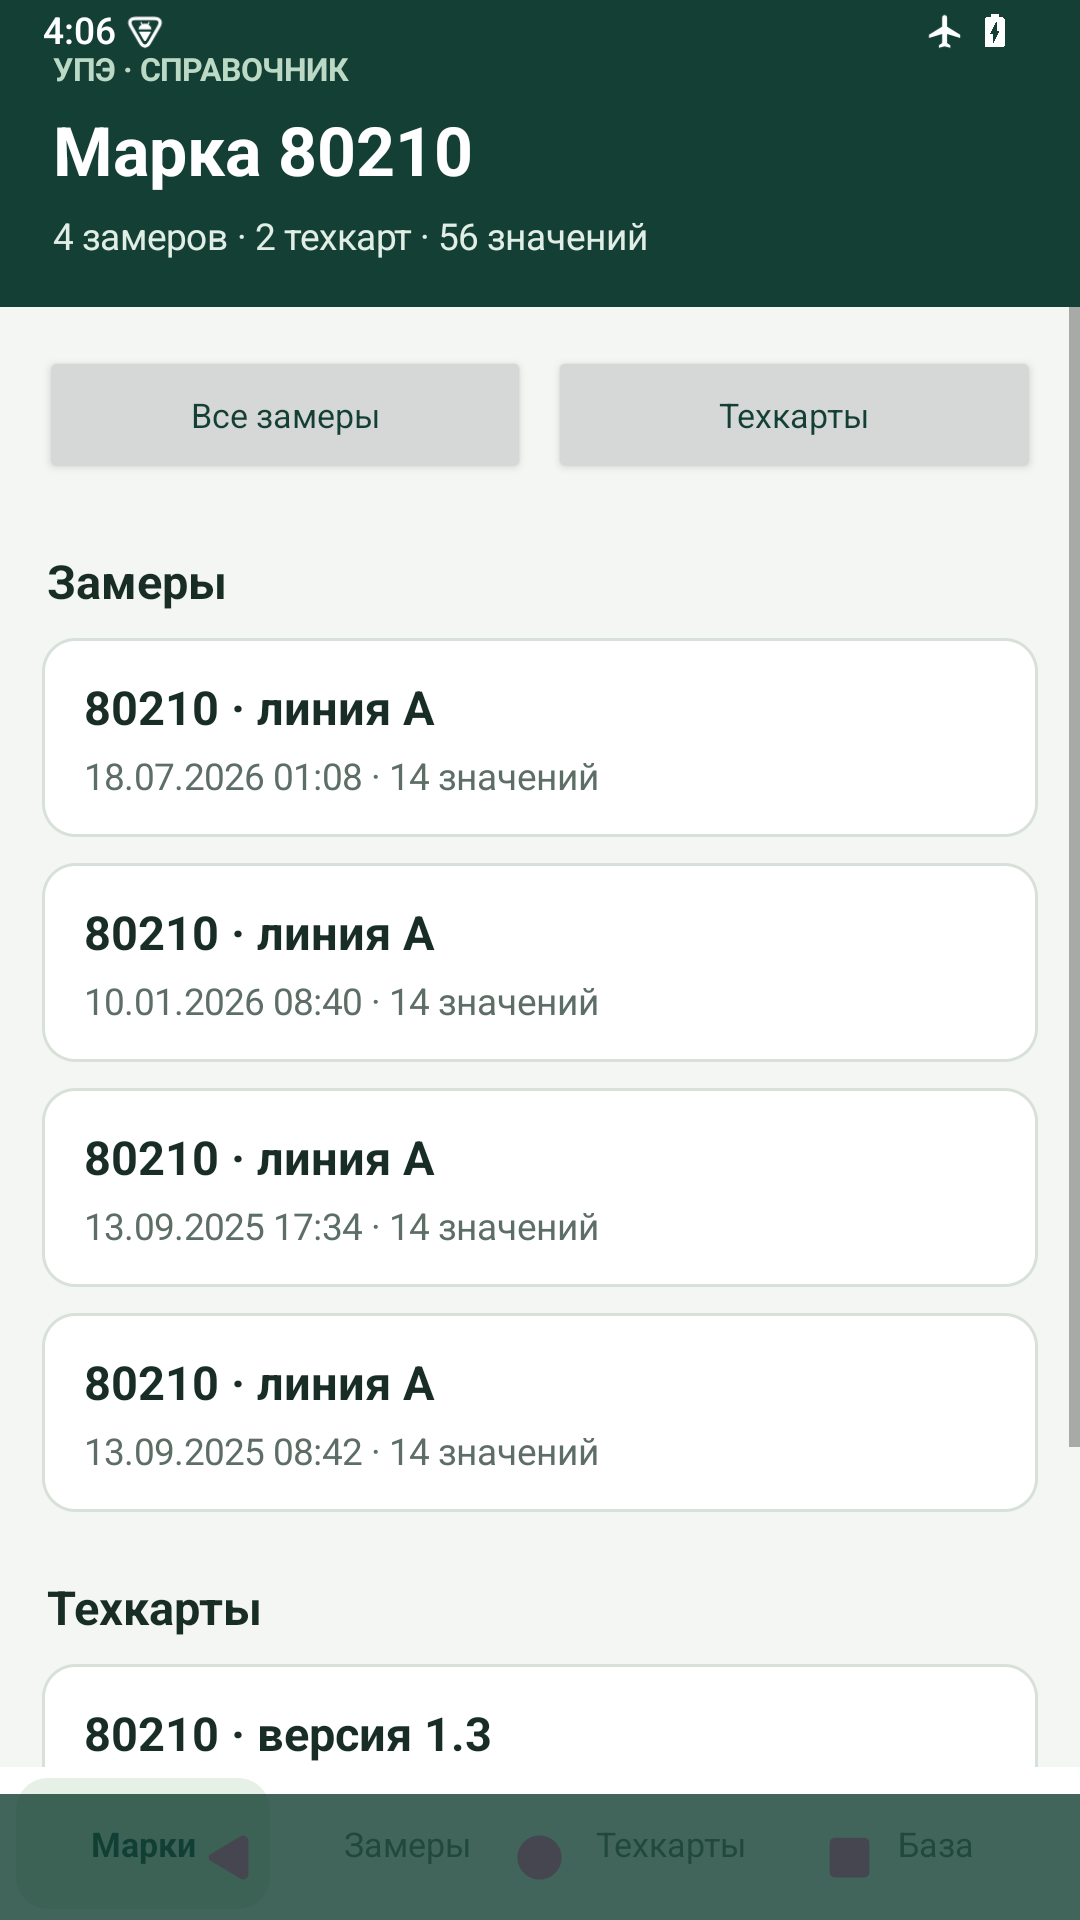 4:06
УПЭ · СПРАВОЧНИК
Марка 80210
4 замеров · 2 техкарт · 56 значений
Все замеры
Техкарты
Замеры
80210 · линия А
18.07.2026 01:08 · 14 значений
80210 · линия А
10.01.2026 08:40 · 14 значений
80210 · линия А
13.09.2025 17:34 · 14 значений
80210 · линия А
13.09.2025 08:42 · 14 значений
Техкарты
80210 · версия 1.3
Марки
Замеры
Техкарты
База